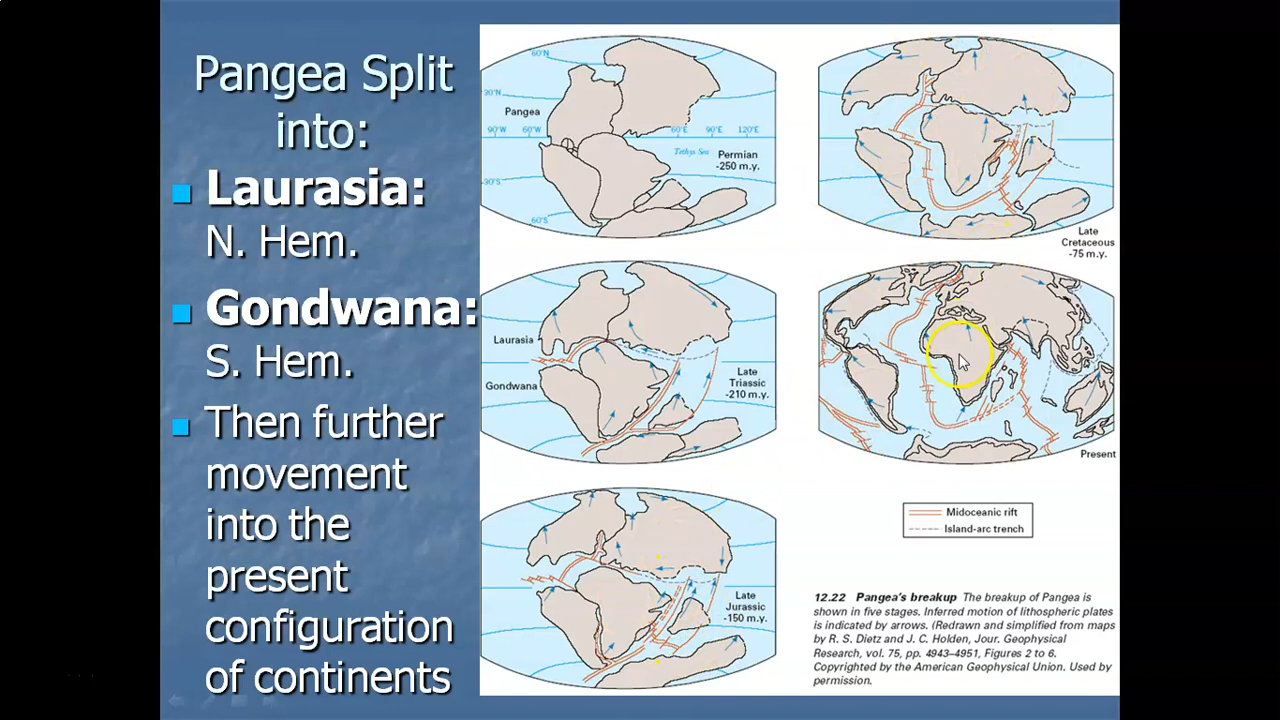 Pangea Split
into:
Laurasia:
N. Hem.
Gondwana:
S. Hem.
Then further
movement
into the
present
configuration
of continents
60°N
30°N
Pangea
90°W 60°W 60°E 90°E 120°E
Tethys Sea
Permian
-250 m.y.
30°S
60°S
Laurasia
Gondwana
Late
Triassic
-210 m.y.
Late
Jurassic
-150 m.y.
Late
Cretaceous
-75 m.y.
Present
Midoceanic rift
Island-arc trench
12.22 Pangea's breakup The breakup of Pangea is
shown in five stages. Inferred motion of lithospheric plates
is indicated by arrows. (Redrawn and simplified from maps
by R. S. Dietz and J. C. Holden, Jour. Geophysical
Research, vol. 75, pp. 4943–4951, Figures 2 to 6.
Copyrighted by the American Geophysical Union. Used by
permission.